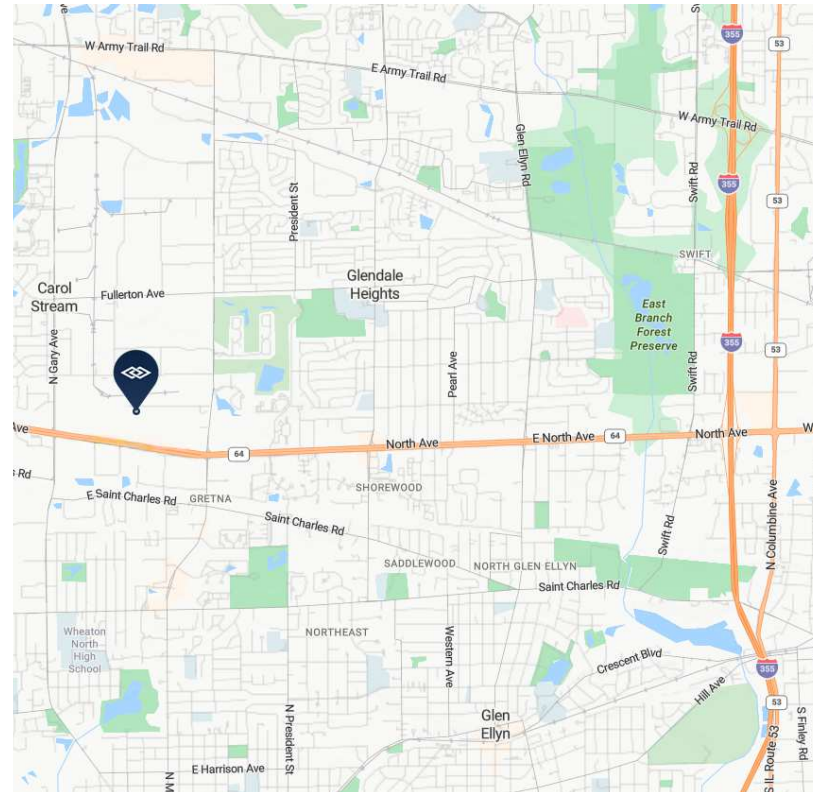 W Army Trail Rd
E Army Trail Rd
355
53
W Army Trail Rd
Glen Ellyn Rd
President St
Swift Rd
355
53
SWIFT
Carol
Stream
Fullerton Ave
Glendale
Heights
East
Branch
Forest
Preserve
N Gary Ave
Pearl Ave
Swift Rd
355
53
Ave
64
North Ave
E North Ave
64
North Ave
W
s Rd
E Saint Charles Rd
GRETNA
SHOREWOOD
Saint Charles Rd
Swift Rd
N Columbine Ave
SADDLEWOOD
NORTH GLEN ELLYN
Saint Charles Rd
Wheaton
North
High
School
NORTHEAST
Western Ave
Crescent Blvd
355
Hill Ave
53
N President St
Glen
Ellyn
S IL Route 53
S Finley Rd
E Harrison Ave
N M